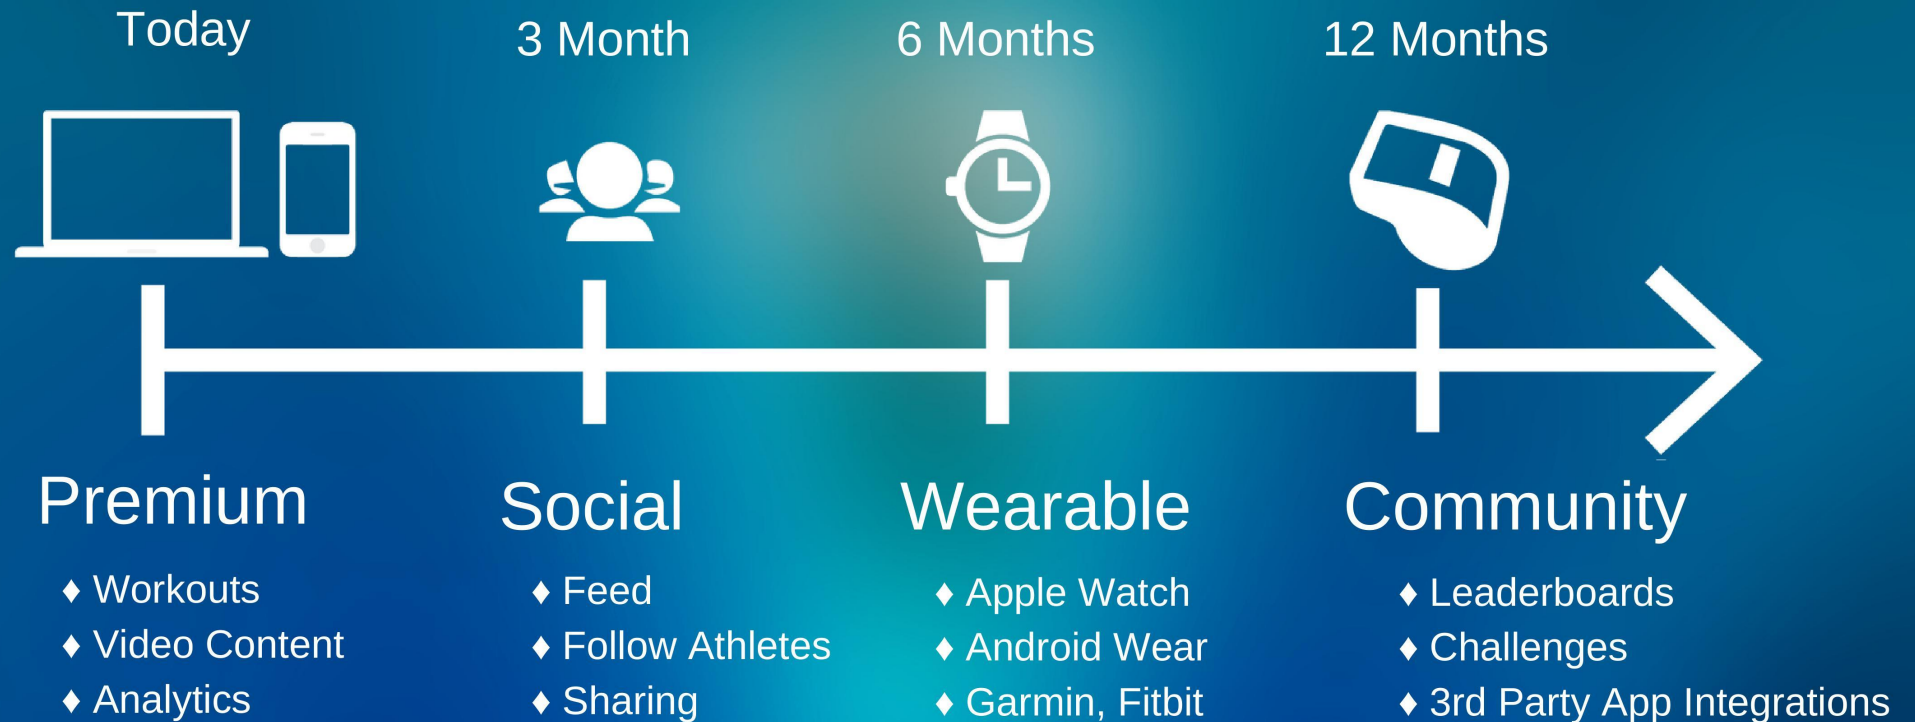 Today
3 Month
6 Months
12 Months
Premium
Social
Wearable
Community
♦ Workouts
♦ Video Content
♦ Analytics
♦ Feed
♦ Follow Athletes
♦ Sharing
♦ Apple Watch
♦ Android Wear
♦ Garmin, Fitbit
♦ Leaderboards
♦ Challenges
♦ 3rd Party App Integrations